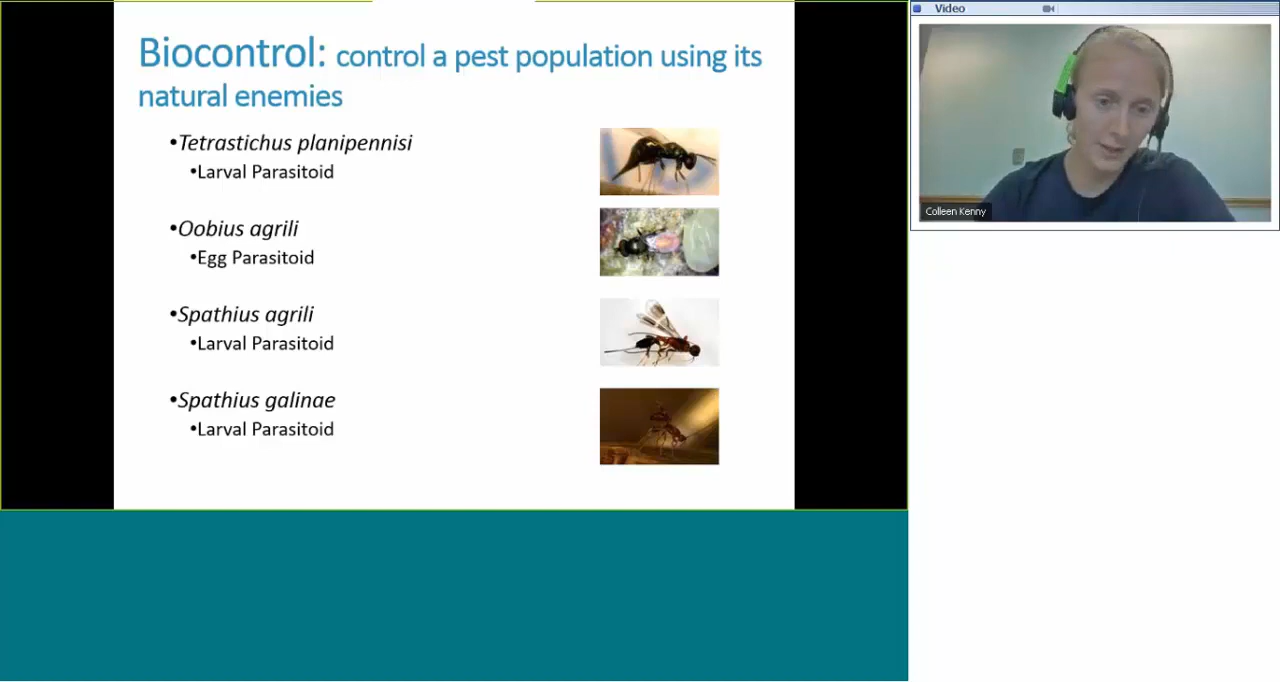 Biocontrol: control a pest population using its
natural enemies
•Tetrastichus planipennisi
•Larval Parasitoid
•Oobius agrili
•Egg Parasitoid
•Spathius agrili
•Larval Parasitoid
•Spathius galinae
•Larval Parasitoid
Video
Colleen Kenny